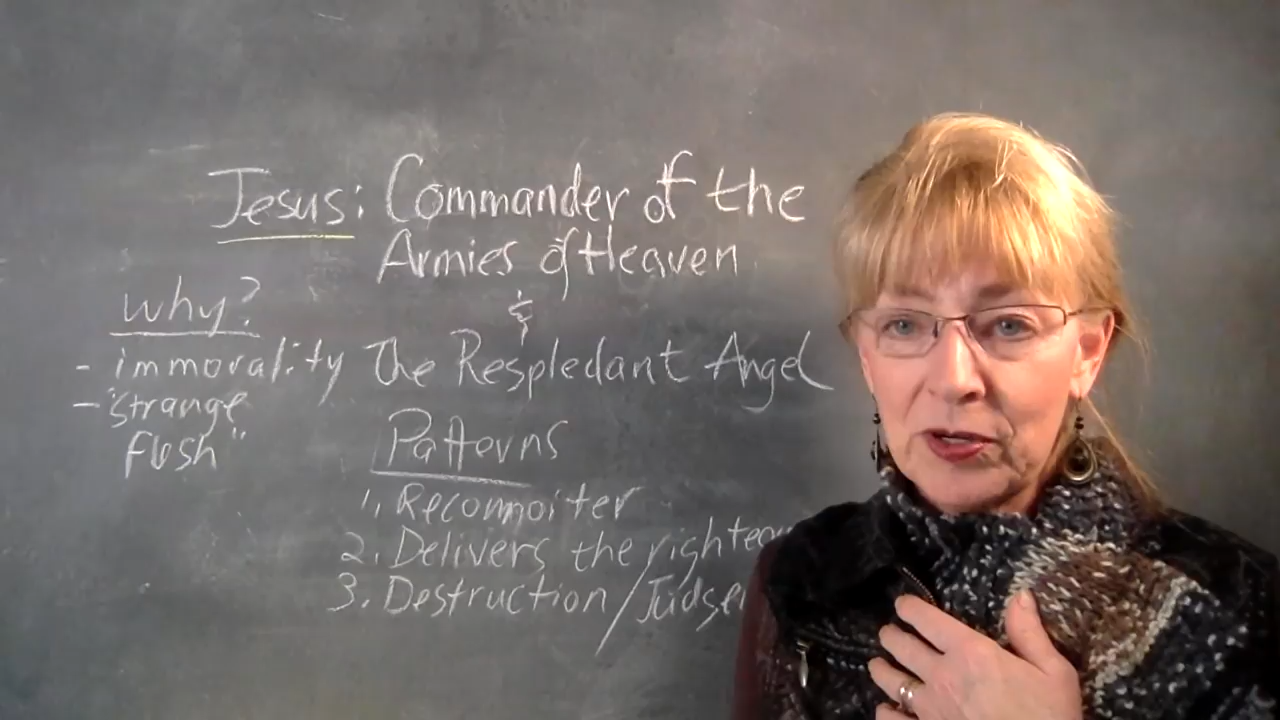 Jesus: Commander of the
Armies of Heaven
&
The Respledant Angel
Why?
- immorality
- "strange
flesh"
Patterns
1. Reconnoiter
2. Delivers the
3. Destruction/